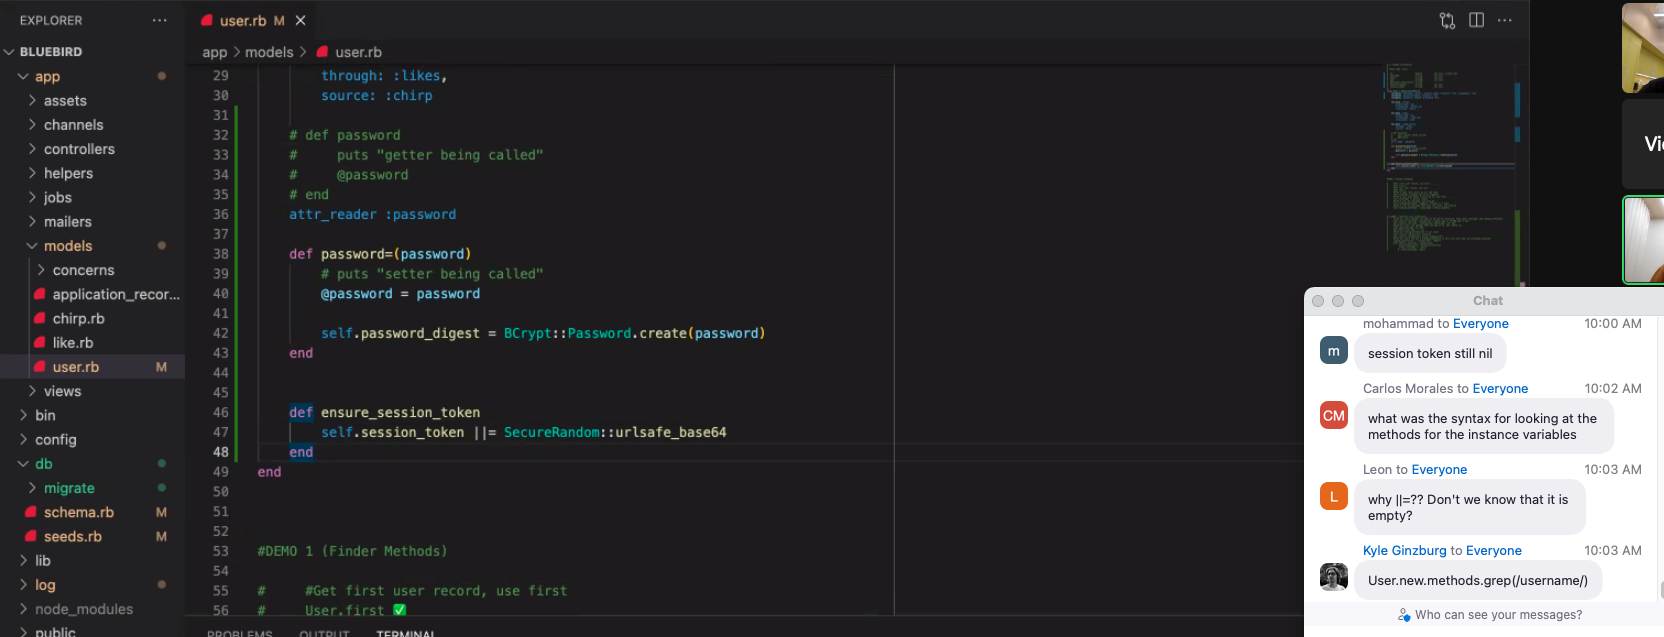 EXPLORER
BLUEBIRD
app
assets
channels
controllers
helpers
jobs
mailers
models
concerns
application_recor...
chirp.rb
like.rb
user.rb M
views
bin
config
db
migrate
schema.rb M
seeds.rb M
lib
log
node_modules
public
user.rb M
app > models > user.rb
29 through: :likes,
30 source: :chirp
31
32 # def password
33 #     puts "getter being called"
34 #     @password
35 # end
36 attr_reader :password
37
38 def password=(password)
39 # puts "setter being called"
40 @password = password
41
42 self.password_digest = BCrypt::Password.create(password)
43 end
44
45
46 def ensure_session_token
47 self.session_token ||= SecureRandom::urlsafe_base64
48 end
49 end
50
51
52
53 #DEMO 1 (Finder Methods)
54
55 #     #Get first user record, use first
56 #     User.first ✅
PROBLEMS OUTPUT TERMINAL
Chat
mohammad to Everyone 10:00 AM
m
session token still nil
Carlos Morales to Everyone 10:02 AM
CM
what was the syntax for looking at the
methods for the instance variables
Leon to Everyone 10:03 AM
L
why ||=?? Don't we know that it is
empty?
Kyle Ginzburg to Everyone 10:03 AM
User.new.methods.grep(/username/)
Who can see your messages?